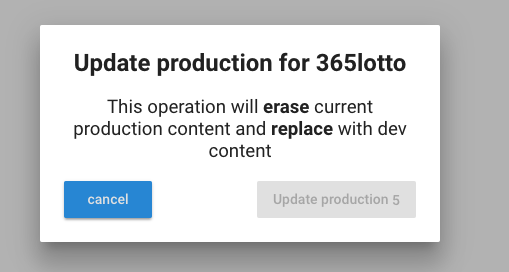 Update production for 365lotto
This operation will erase current
production content and replace with dev
content
cancel
Update production 5